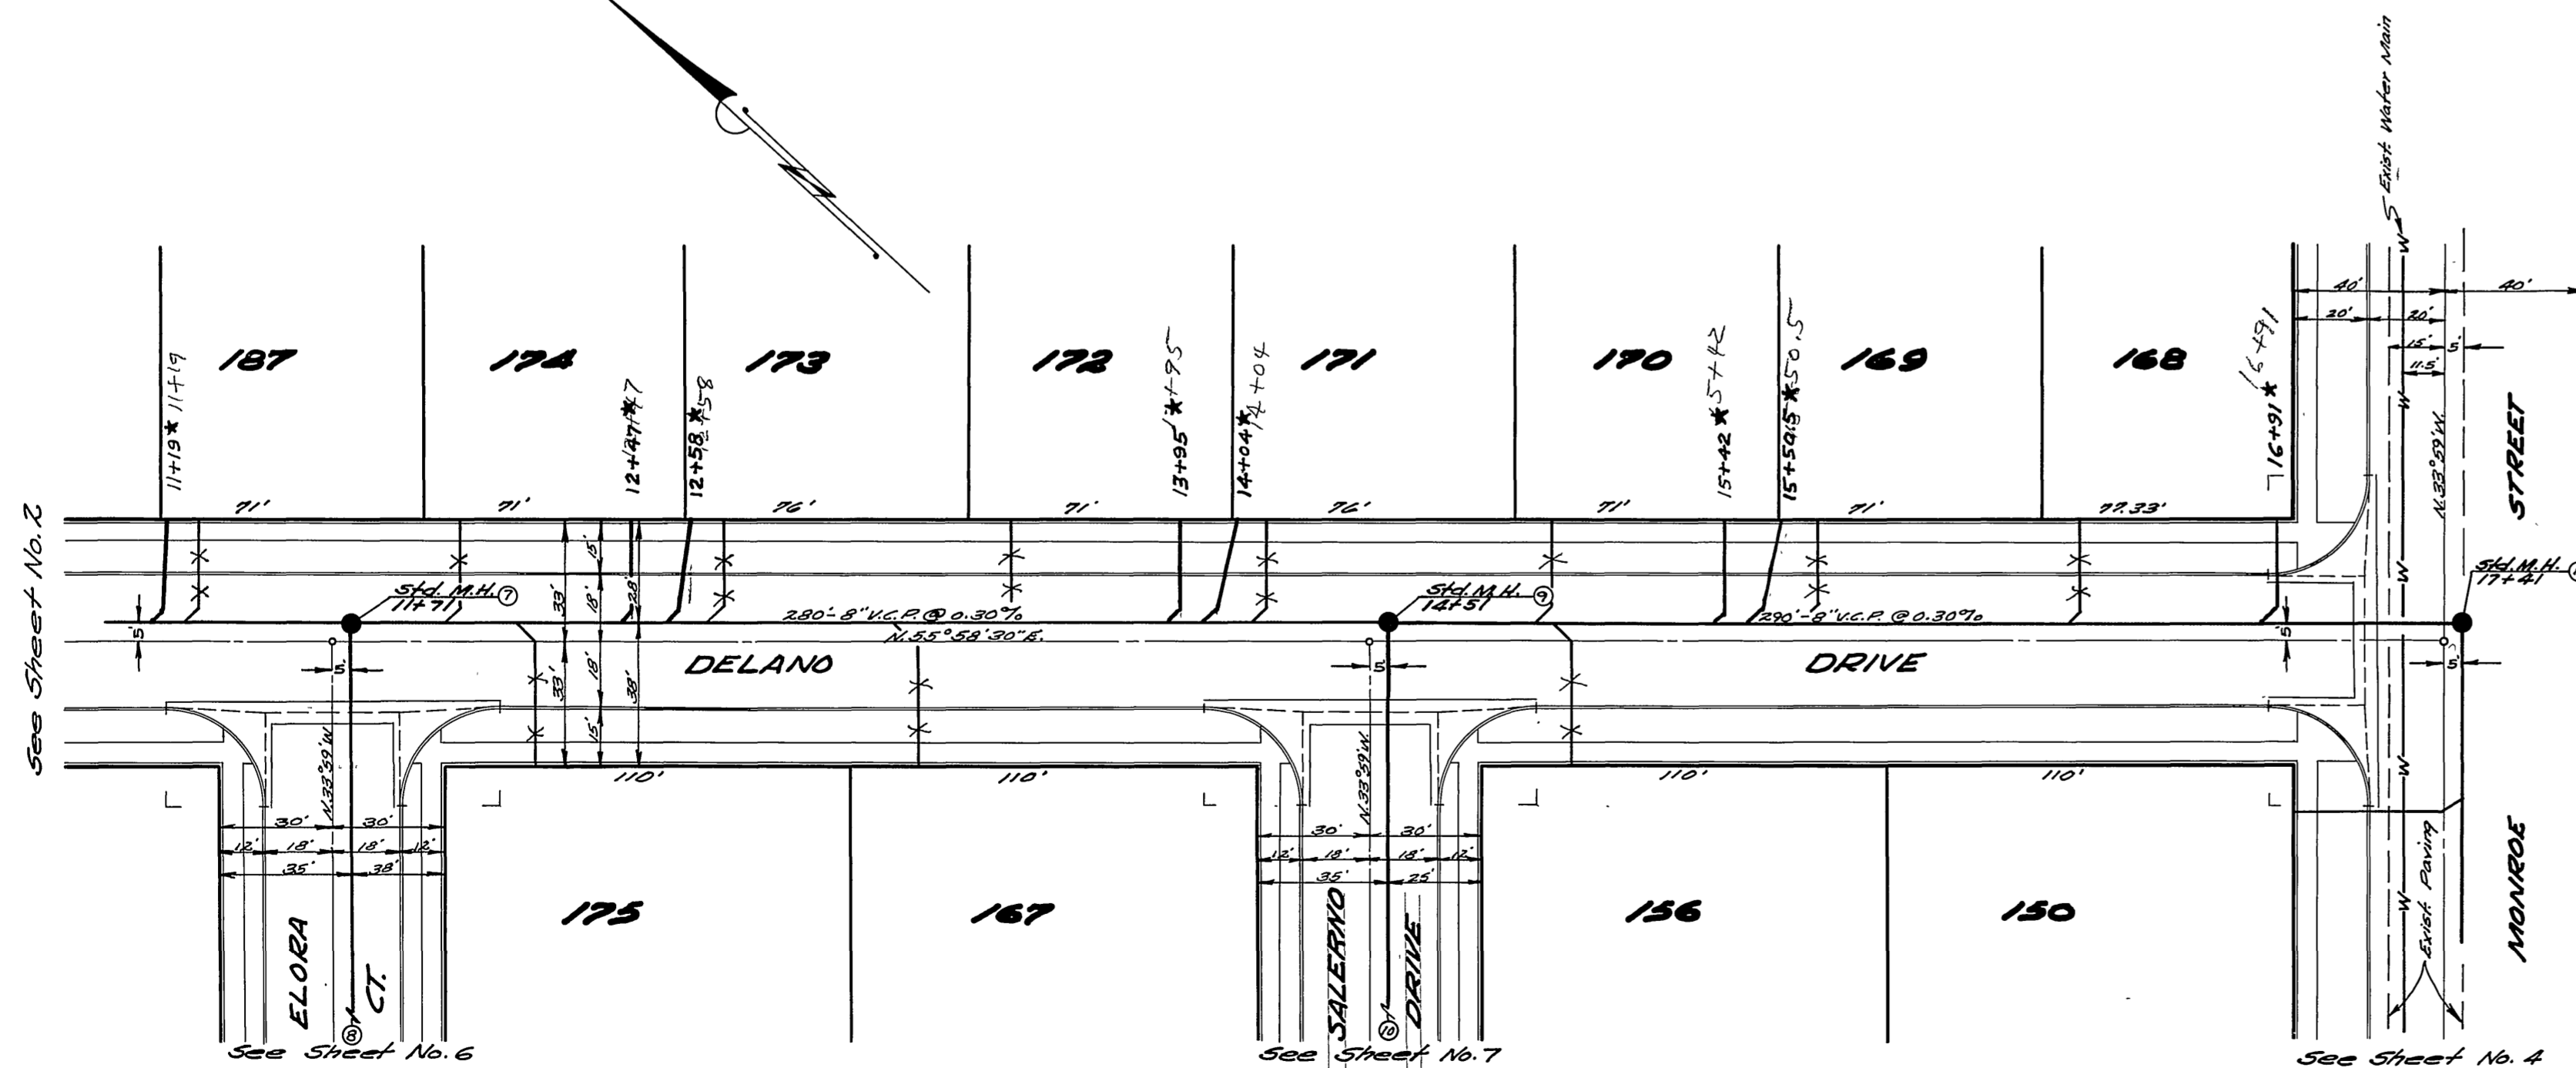 5 Exist. Water Main
187
174
173
172
171
170
169
168
11+19* 11+19
12+47*
12+58*
13+95*
14+04* 14+04
15+42* 5+42
15+50.5* 50.5
16+91* 16+91
71'
71'
76'
71'
76'
71'
71'
77.33'
40' 40'
20' 20'
15' 5'
11.5'
N.33°59'W.
STREET
MONROE
See Sheet No. 2
Std. M.H. 7
11+71
280'-8" V.C.P. @ 0.30%
N.55°58'30"E.
Std. M.H. 9
14+51
290'-8" V.C.P. @ 0.30%
Std. M.H.
17+41
DELANO DRIVE
5'
5'
5'
5'
5'
15'
33' 18' 28'
33' 18' 38'
15'
110'
110'
110'
110'
N.33°59'W.
30' 30'
12' 18' 18' 12'
35' 38'
N.33°59'W.
30' 30'
12' 18' 18' 12'
35' 25'
175
167
156
150
ELORA CT.
SALERNO DRIVE
8
10
W W W W W W
Exist. Paving
See Sheet No. 6
See Sheet No. 7
See Sheet No. 4